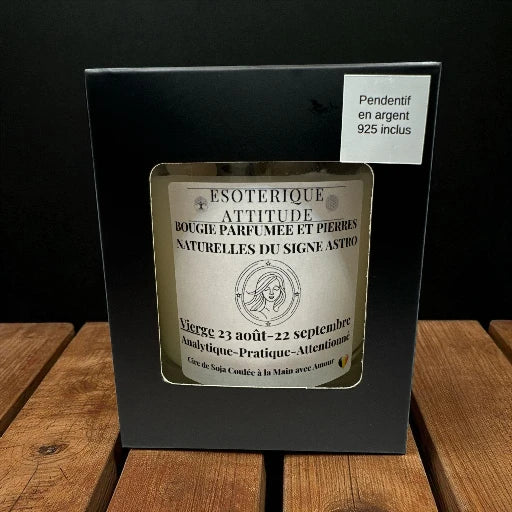 Pendentif
en argent
925 inclus
ESOTERIQUE
ATTITUDE
BOUGIE PARFUMEE ET PIERRES
NATURELLES DU SIGNE ASTRO
Vierge 23 août-22 septembre
Analytique-Pratique-Attentionne
Cire de Soja Coulée à la Main avec Amour